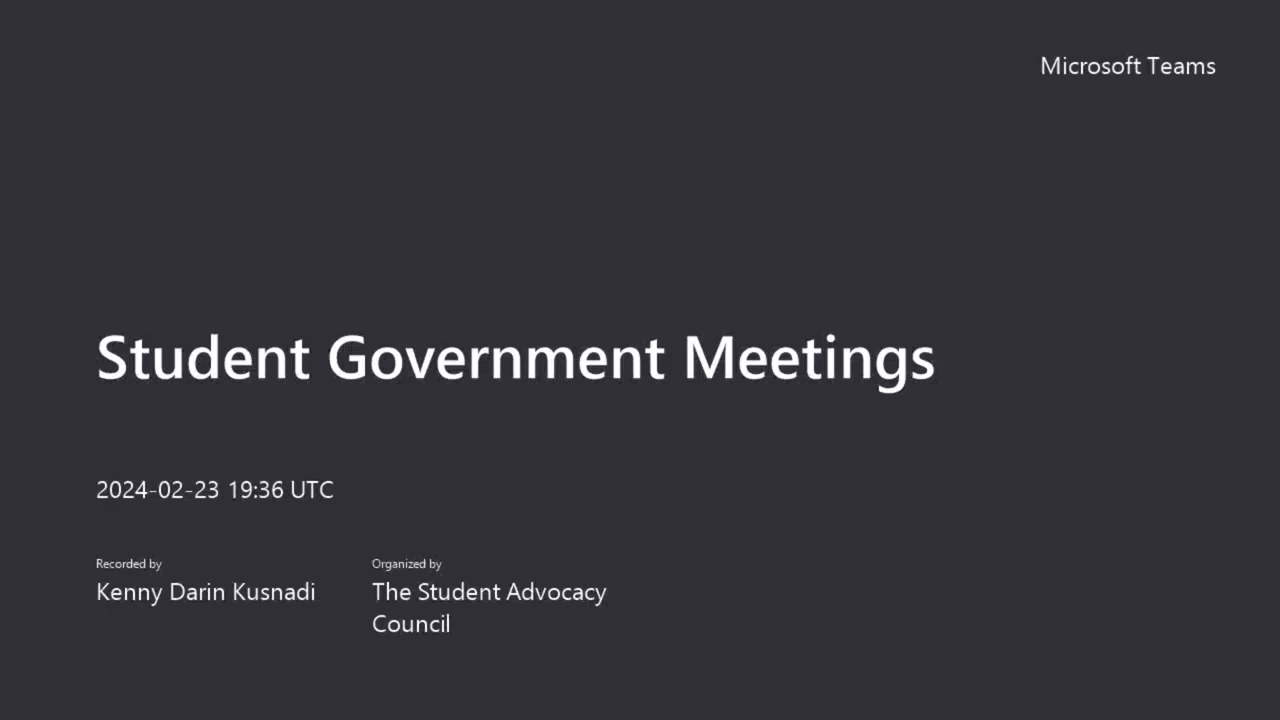 Microsoft Teams
Student Government Meetings
2024-02-23 19:36 UTC
Recorded by
Kenny Darin Kusnadi
Organized by
The Student Advocacy
Council